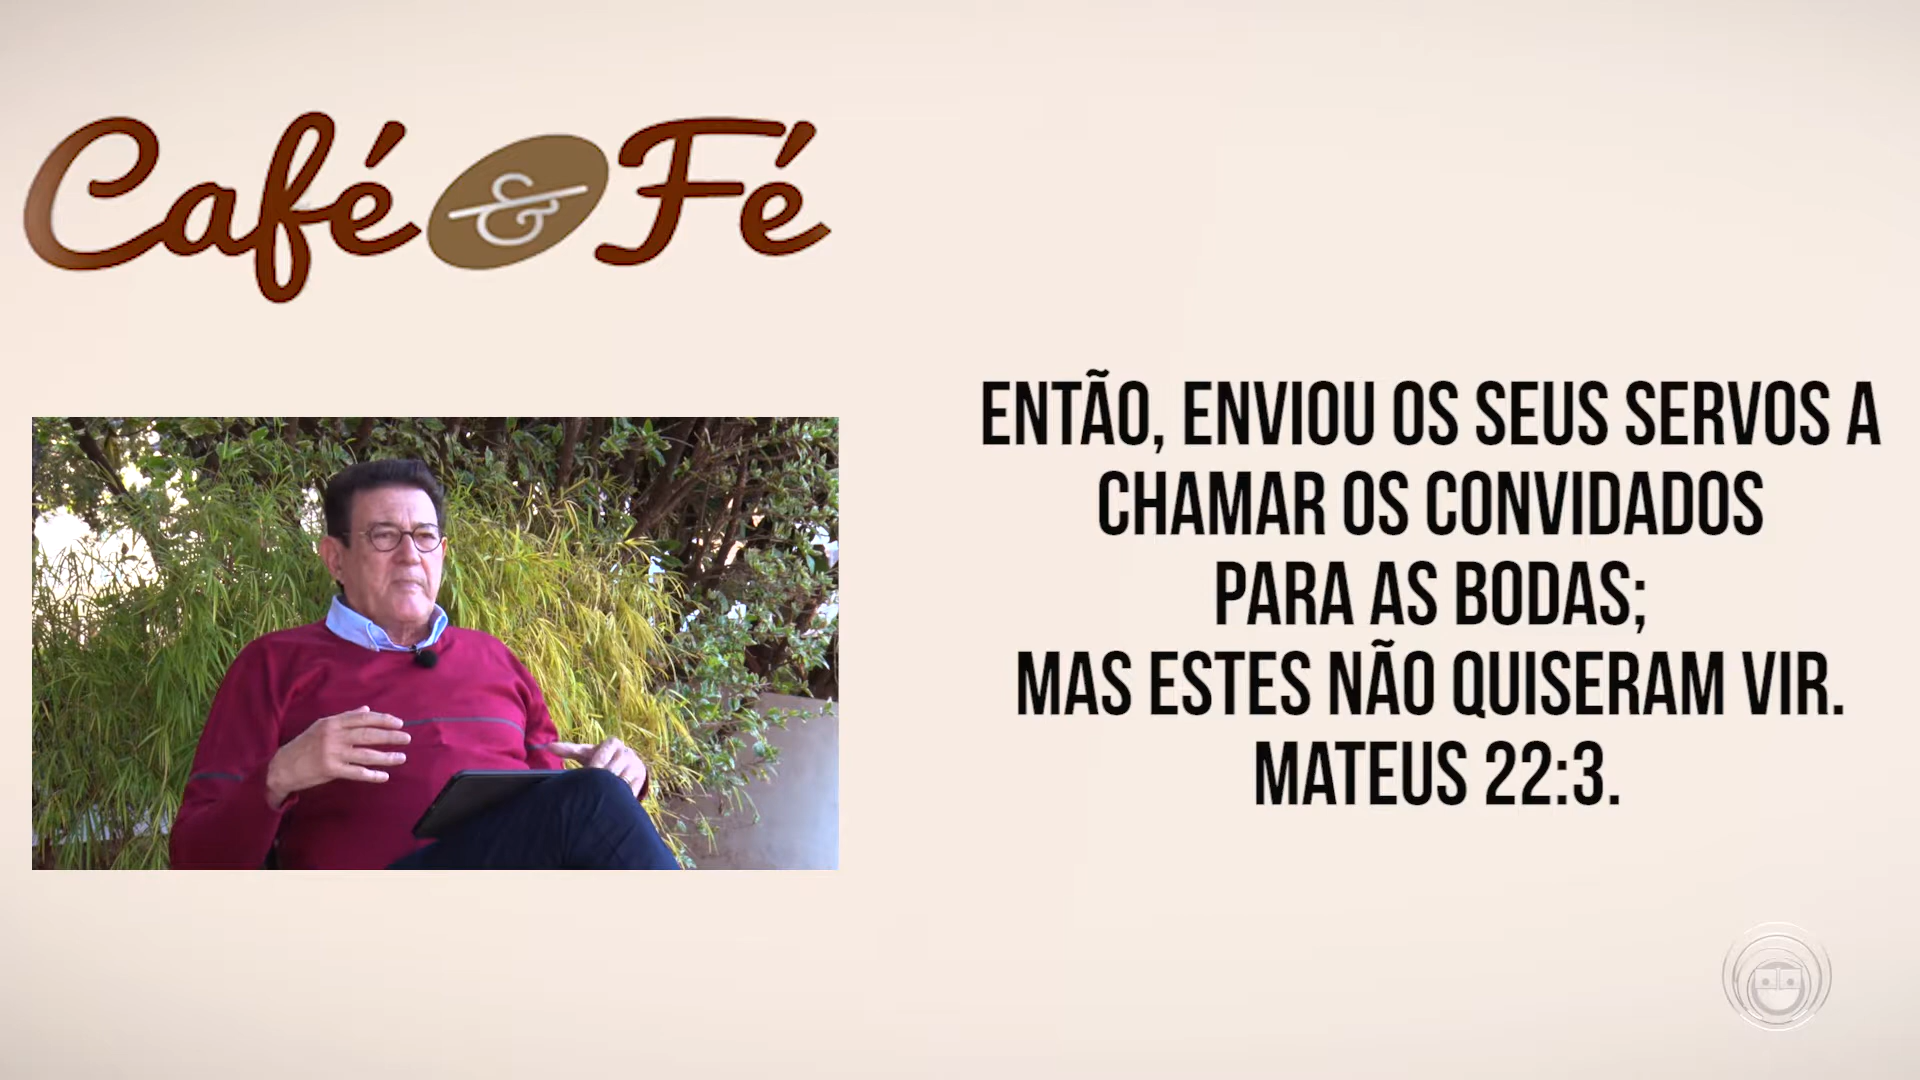 Café & Fé
ENTÃO, ENVIOU OS SEUS SERVOS A
CHAMAR OS CONVIDADOS
PARA AS BODAS;
MAS ESTES NÃO QUISERAM VIR.
MATEUS 22:3.